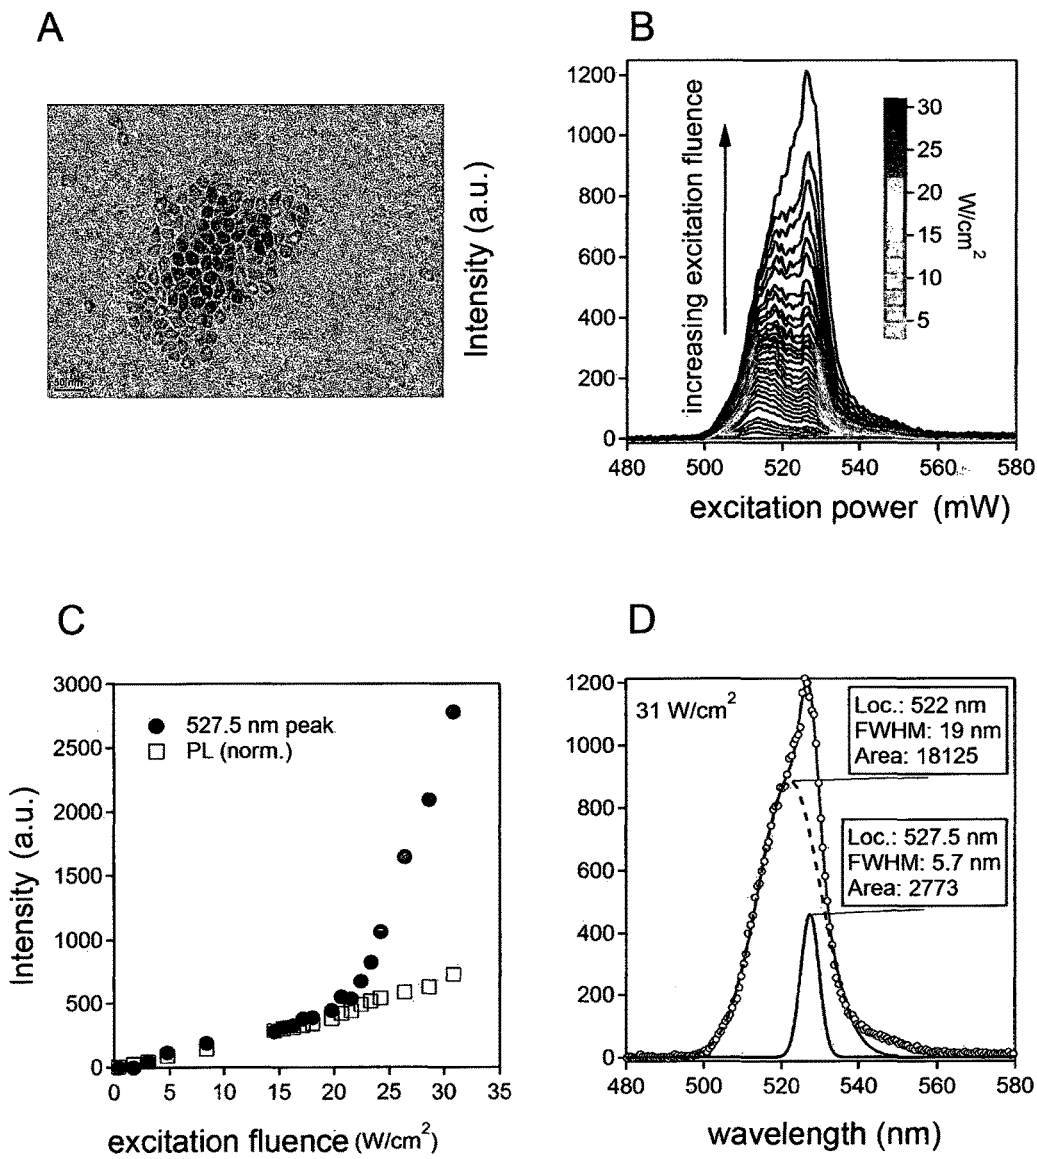 A
B
Intensity (a.u.)
1200
1000
800
600
400
200
0
increasing excitation fluence
30
25
20
15
10
5
W/cm²
480
500
520
540
560
580
excitation power (mW)
C
Intensity (a.u.)
3000
2500
2000
1500
1000
500
0
527.5 nm peak
PL (norm.)
0
5
10
15
20
25
30
35
excitation fluence (W/cm²)
D
31 W/cm²
1200
1000
800
600
400
200
0
Loc.: 522 nm
FWHM: 19 nm
Area: 18125
Loc.: 527.5 nm
FWHM: 5.7 nm
Area: 2773
480
500
520
540
560
580
wavelength (nm)